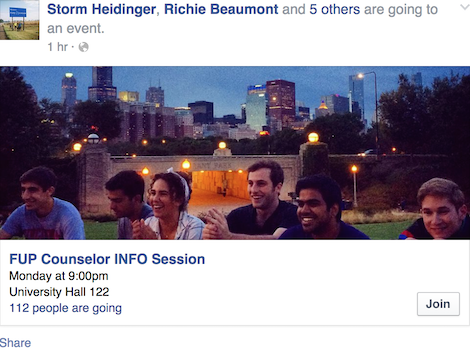 Storm Heidinger, Richie Beaumont and 5 others are going to
an event.
1 hr ·
FUP Counselor INFO Session
Monday at 9:00pm
University Hall 122
112 people are going
Join
Share